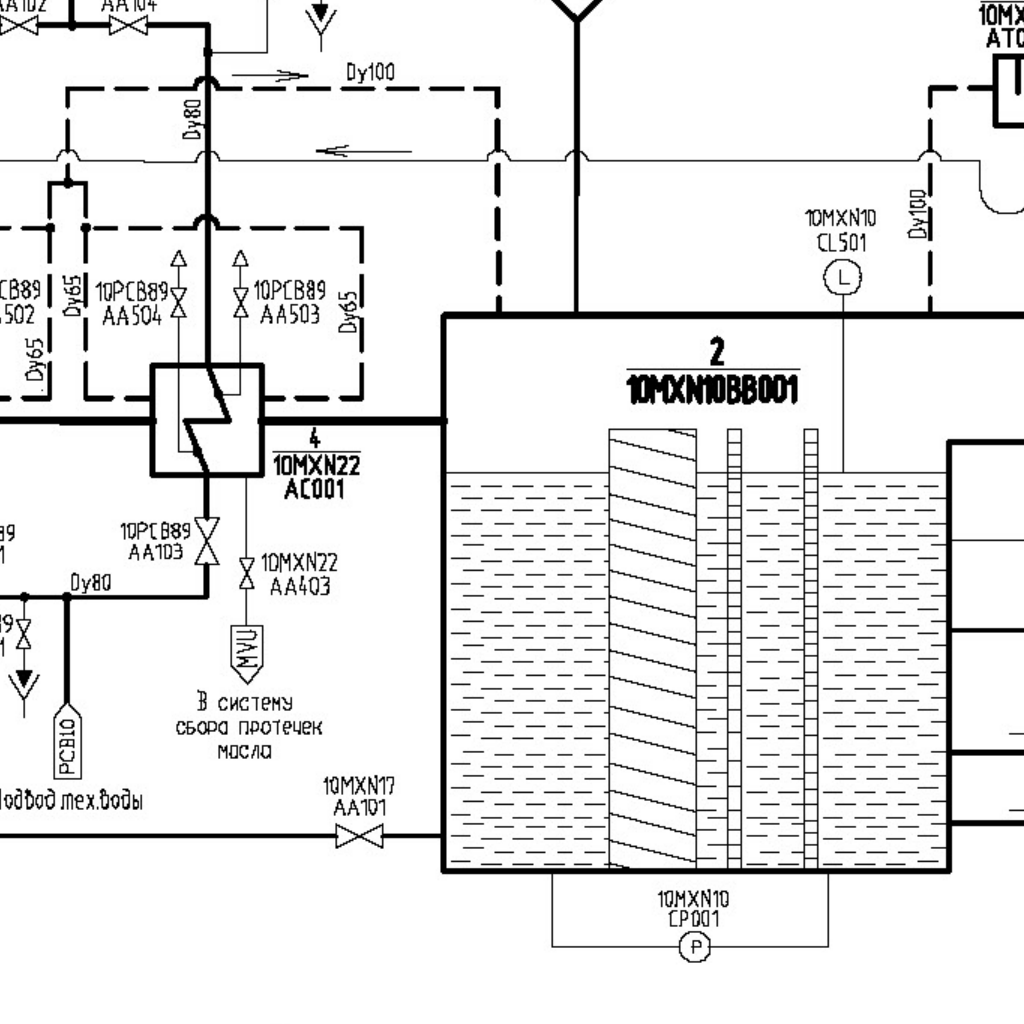 AA102
AA104
10MX
AT0
Dy100
Dy80
10MXN10
CL501
L
Dy100
CB89
502
Dy65
Dy65
10PCB89
AA504
10PCB89
AA503
Dy65
2
10MXN10BB001
4
10MXN22
AC001
89
1
10PCB89
AA103
10MXN22
AA403
Dy80
9
1
MVU
В систему
сбора протечек
масла
PCB10
Подвод тех.воды
10MXN17
AA101
10MXN10
CP001
P